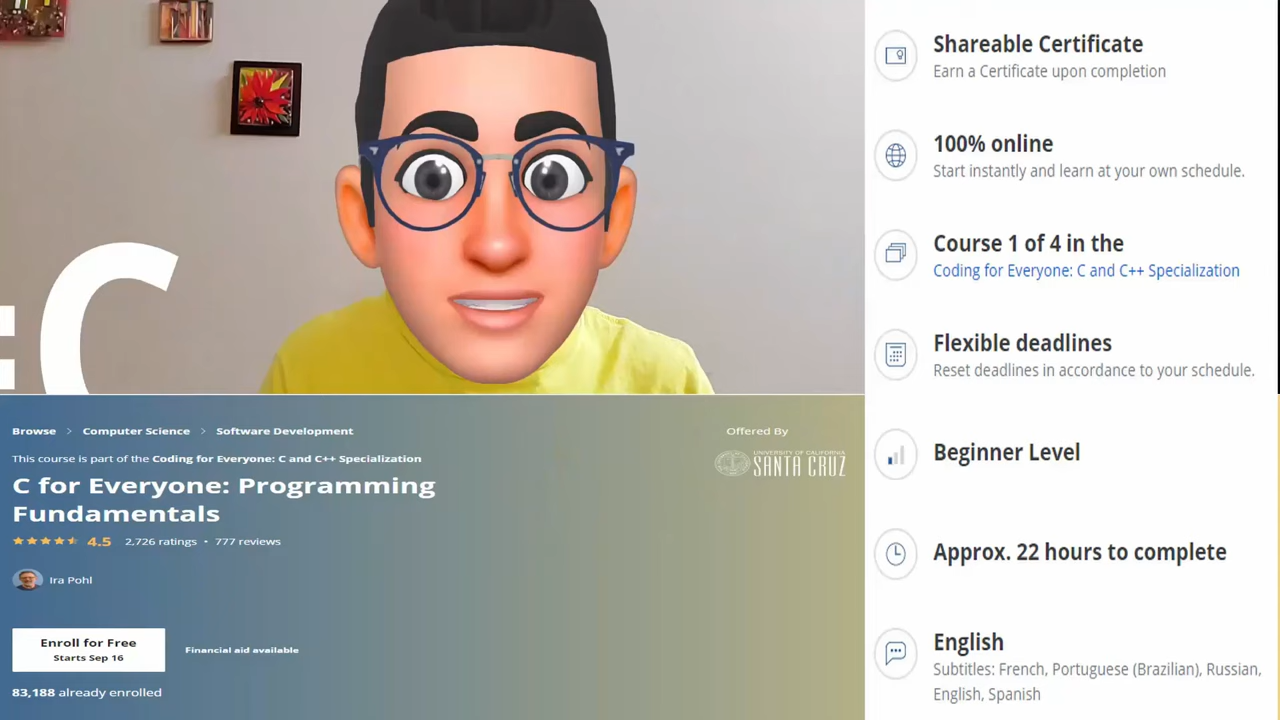 C
Browse > Computer Science > Software Development
Offered By
This course is part of the Coding for Everyone: C and C++ Specialization
UNIVERSITY OF CALIFORNIA
SANTA CRUZ
C for Everyone: Programming
Fundamentals
4.5 2,726 ratings • 777 reviews
Ira Pohl
Enroll for Free
Starts Sep 16
Financial aid available
83,188 already enrolled
Shareable Certificate
Earn a Certificate upon completion
100% online
Start instantly and learn at your own schedule.
Course 1 of 4 in the
Coding for Everyone: C and C++ Specialization
Flexible deadlines
Reset deadlines in accordance to your schedule.
Beginner Level
Approx. 22 hours to complete
English
Subtitles: French, Portuguese (Brazilian), Russian,
English, Spanish